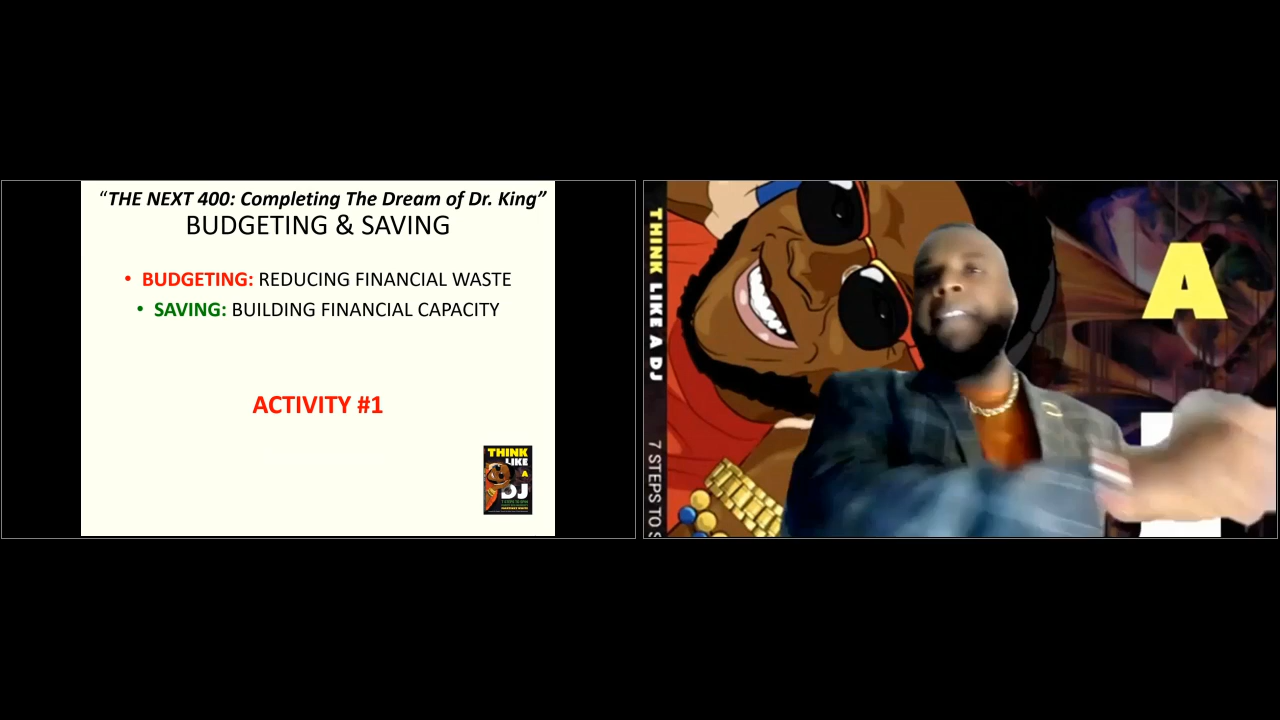 “THE NEXT 400: Completing The Dream of Dr. King”
BUDGETING & SAVING
• BUDGETING: REDUCING FINANCIAL WASTE
• SAVING: BUILDING FINANCIAL CAPACITY
ACTIVITY #1
THINK
LIKE
A
DJ
THINK LIKE A DJ
7 STEPS TO S
A